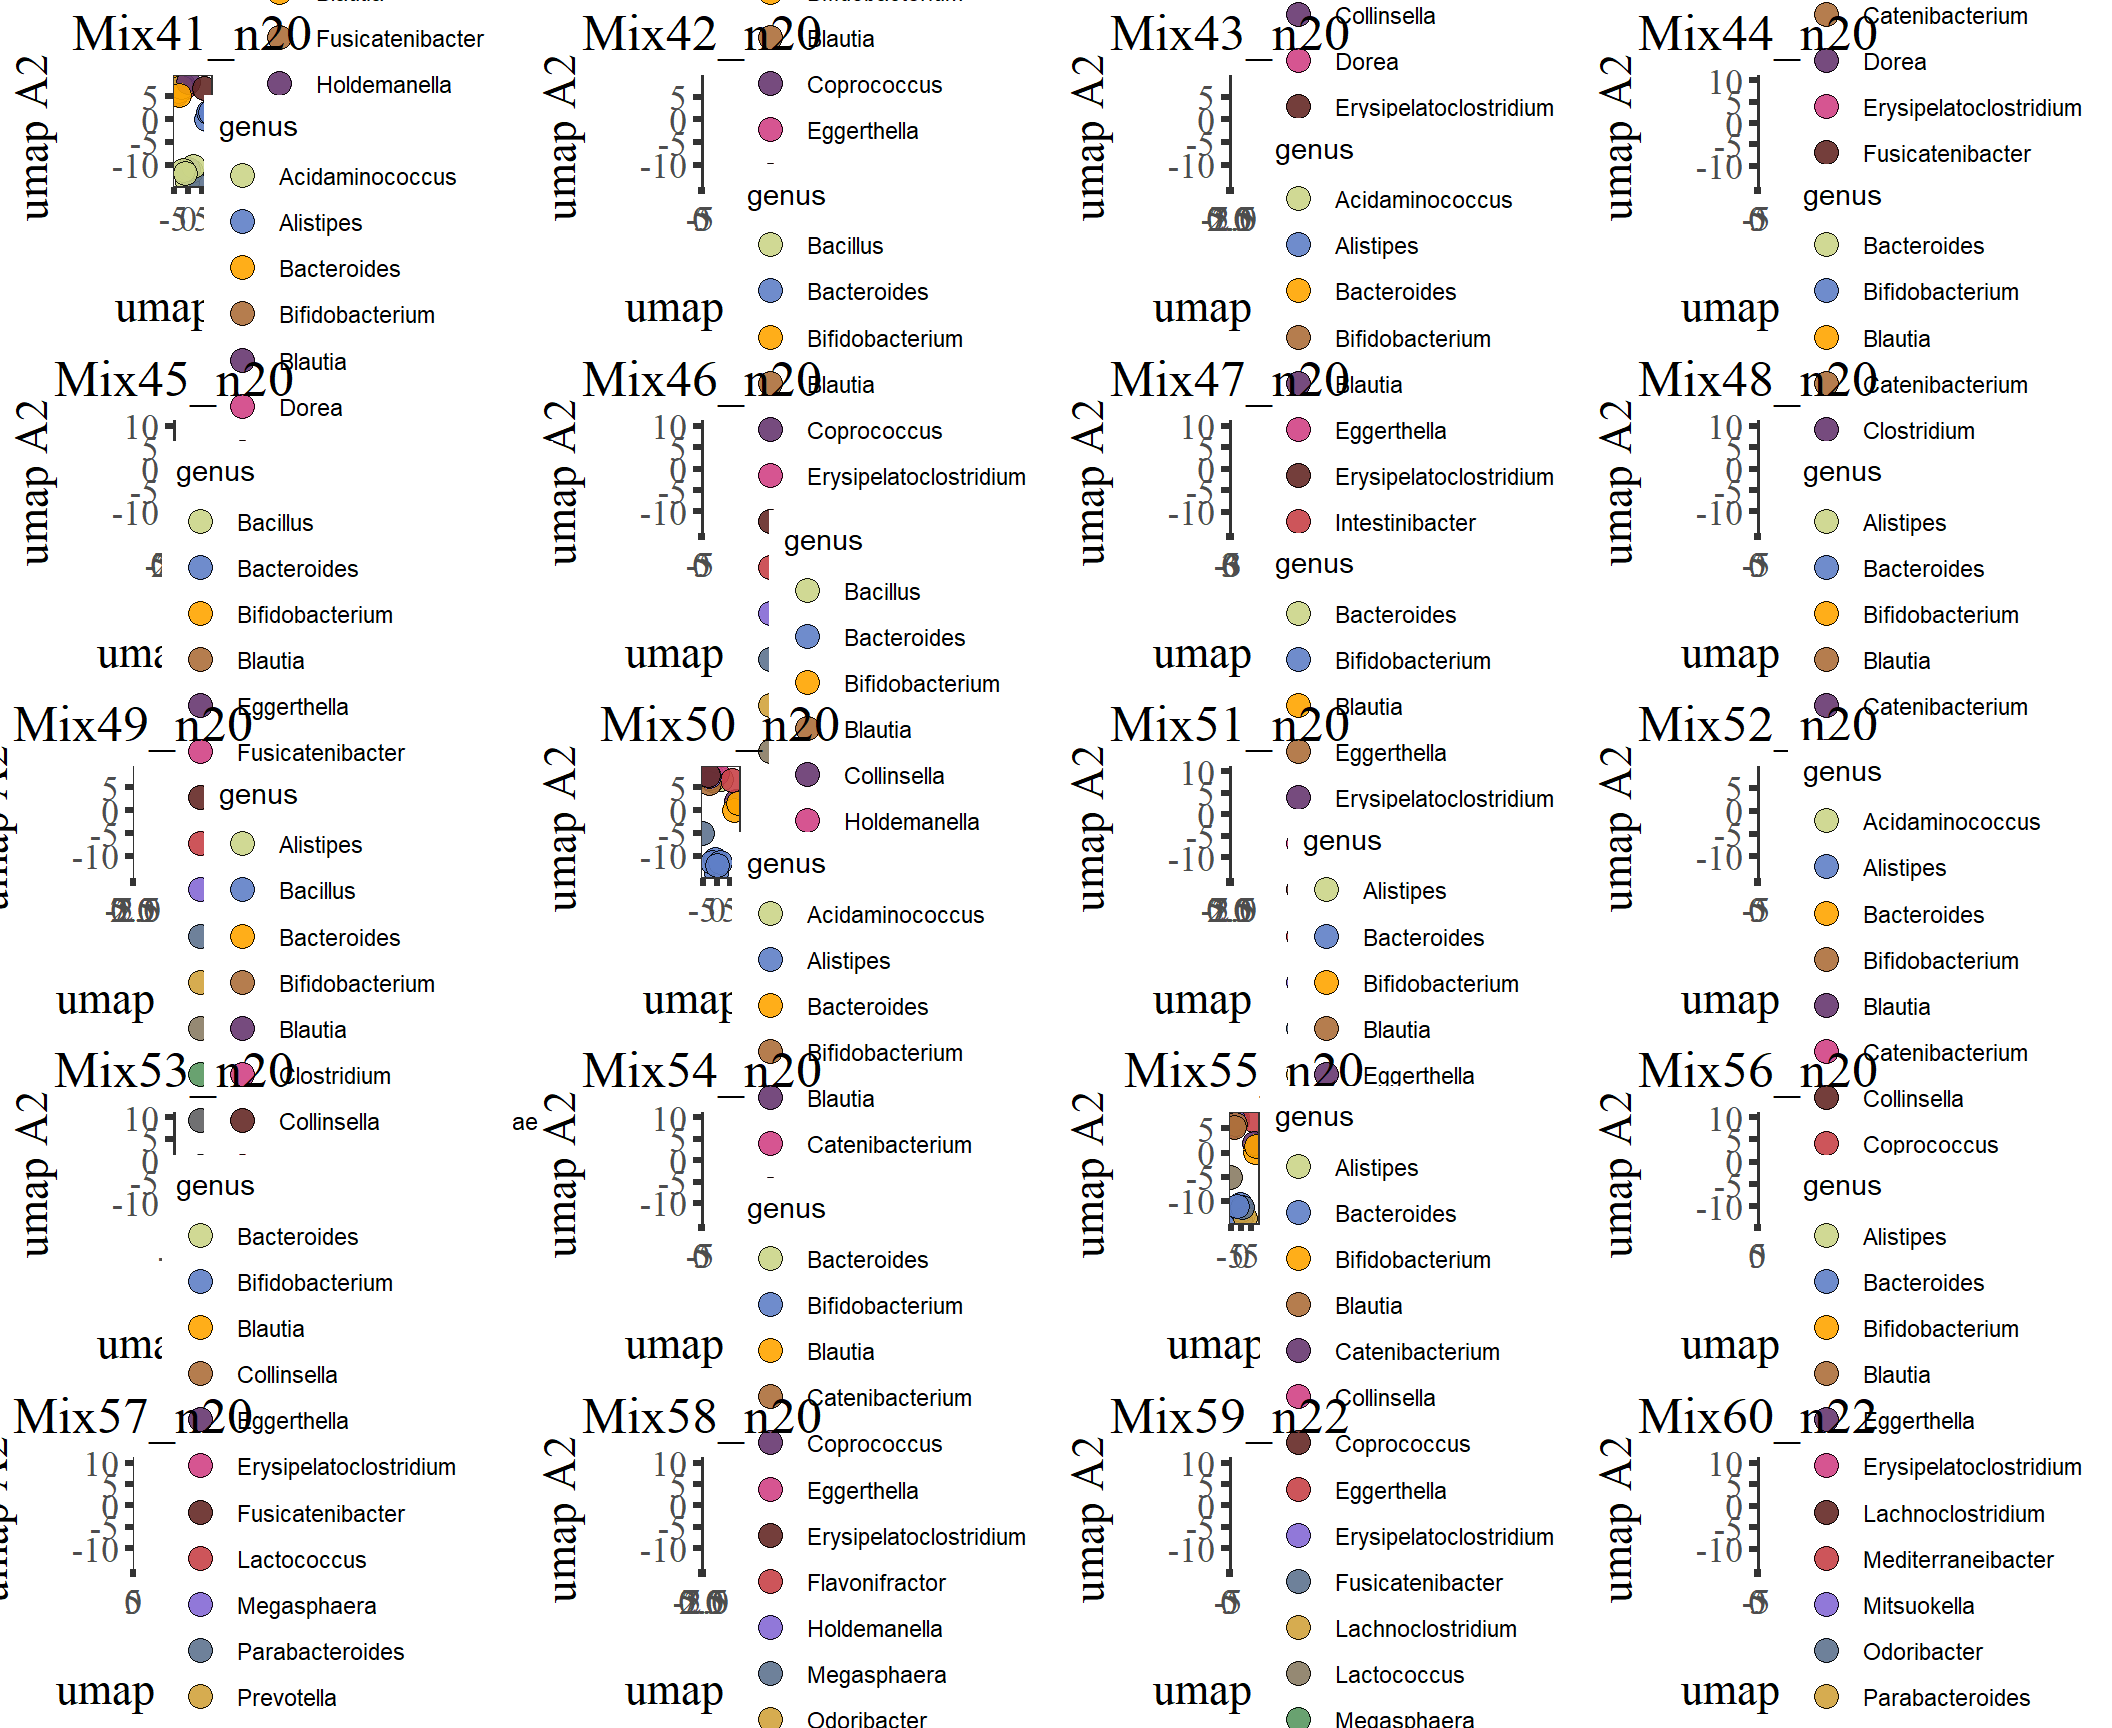 Mix41_n20
Fusicatenibacter
Holdemanella
umap A2
5
0
-5
-10
genus
Acidaminococcus
Alistipes
Bacteroides
Bifidobacterium
Blautia
Dorea
umap
Mix42_n20
Blautia
Coprococcus
Eggerthella
umap A2
5
0
-5
-10
genus
Bacillus
Bacteroides
Bifidobacterium
Blautia
Coprococcus
Erysipelatoclostridium
umap
Mix43_n20
Collinsella
Dorea
Erysipelatoclostridium
umap A2
5
0
-5
-10
genus
Acidaminococcus
Alistipes
Bacteroides
Bifidobacterium
Blautia
Eggerthella
Erysipelatoclostridium
Intestinibacter
umap
Mix44_n20
Catenibacterium
Dorea
Erysipelatoclostridium
Fusicatenibacter
umap A2
10
5
0
-5
-10
genus
Bacteroides
Bifidobacterium
Blautia
Catenibacterium
Clostridium
umap
Mix45_n20
umap A2
10
5
0
-5
-10
genus
Bacillus
Bacteroides
Bifidobacterium
Blautia
Eggerthella
Fusicatenibacter
Mix46_n20
umap A2
10
5
0
-5
-10
genus
Bacillus
Bacteroides
Bifidobacterium
Blautia
Collinsella
Holdemanella
umap
Mix47_n20
umap A2
10
5
0
-5
-10
genus
Bacteroides
Bifidobacterium
Blautia
Eggerthella
Erysipelatoclostridium
umap
Mix48_n20
umap A2
10
5
0
-5
-10
genus
Alistipes
Bacteroides
Bifidobacterium
Blautia
Catenibacterium
umap
Mix49_n20
5
0
-5
-10
genus
Alistipes
Bacillus
Bacteroides
Bifidobacterium
Blautia
Clostridium
Collinsella
umap
Mix50_n20
umap A2
5
0
-5
-10
genus
Acidaminococcus
Alistipes
Bacteroides
Bifidobacterium
Blautia
Catenibacterium
umap
Mix51_n20
umap A2
10
5
0
-5
-10
genus
Alistipes
Bacteroides
Bifidobacterium
Blautia
Eggerthella
umap
Mix52_n20
umap A2
5
0
-5
-10
genus
Acidaminococcus
Alistipes
Bacteroides
Bifidobacterium
Blautia
Catenibacterium
Collinsella
Coprococcus
umap
Mix53_n20
umap A2
10
5
0
-5
-10
ae
genus
Bacteroides
Bifidobacterium
Blautia
Collinsella
Eggerthella
Erysipelatoclostridium
Fusicatenibacter
Lactococcus
Megasphaera
Parabacteroides
Prevotella
Mix54_n20
umap A2
10
5
0
-5
-10
genus
Bacteroides
Bifidobacterium
Blautia
Catenibacterium
Coprococcus
Eggerthella
Erysipelatoclostridium
Flavonifractor
Holdemanella
Megasphaera
Odoribacter
umap
Mix55_n20
umap A2
5
0
-5
-10
genus
Alistipes
Bacteroides
Bifidobacterium
Blautia
Catenibacterium
Collinsella
Coprococcus
Eggerthella
Erysipelatoclostridium
Fusicatenibacter
Lachnoclostridium
Lactococcus
Megasphaera
Mix56_n20
umap A2
10
5
0
-5
-10
genus
Alistipes
Bacteroides
Bifidobacterium
Blautia
Eggerthella
Erysipelatoclostridium
Lachnoclostridium
Mediterraneibacter
Mitsuokella
Odoribacter
Parabacteroides
umap
Mix57_n20
10
5
0
-5
-10
umap
Mix58_n20
umap A2
10
5
0
-5
-10
umap
Mix59_n22
umap A2
10
5
0
-5
-10
umap
Mix60_n22
umap A2
10
5
0
-5
-10
umap